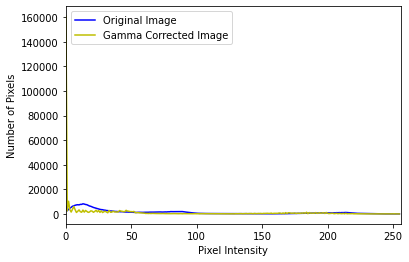 Original Image
Gamma Corrected Image
160000
140000
120000
100000
80000
60000
40000
20000
0
Number of Pixels
0 50 100 150 200 250
Pixel Intensity